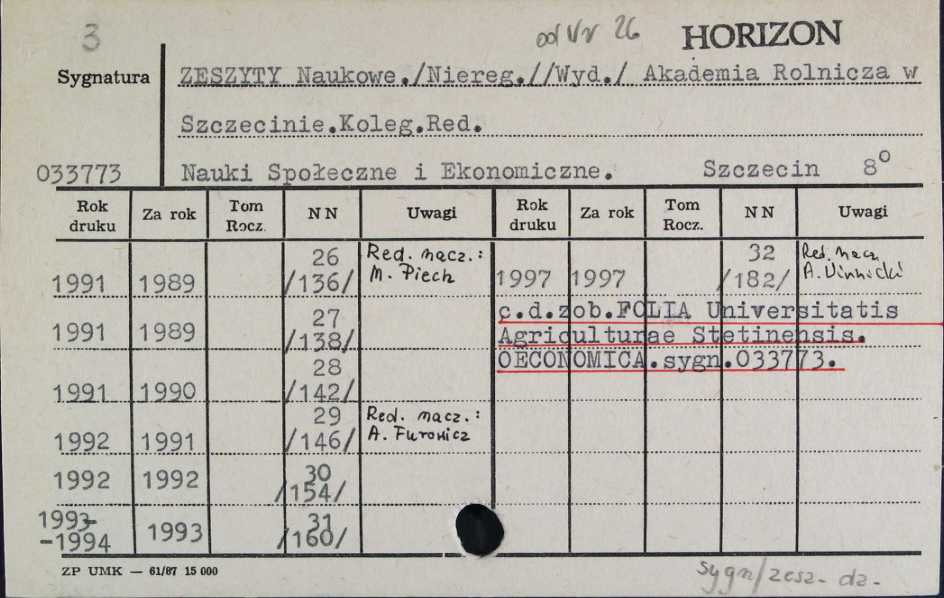 3 od Nr 26 HORIZON
Sygnatura ZESZYTY Naukowe./Niereg.//Wyd./ Akademia Rolnicza w
Szczecinie.Koleg.Red.
033773 Nauki Społeczne i Ekonomiczne. Szczecin 8°
Rok druku Za rok Tom Rocz. NN Uwagi Rok druku Za rok Tom Rocz. NN Uwagi
1991 1989 26 /136/ Red. nacz.: M. Piech 1997 1997 32 /182/ Red. nacz A. Winnicki
1991 1989 27 /138/
c.d.zob.FOLIA Universitatis
Agriculturae Stetinensis.
OECONOMICA.sygn.033773.
1991 1990 28 /142/
1992 1991 29 /146/ Red. nacz.: A. Furowicz
1992 1992 30 /154/
1993- -1994 1993 31 /160/
ZP UMK — 61/87 15 000
sygn/zesz. dz.